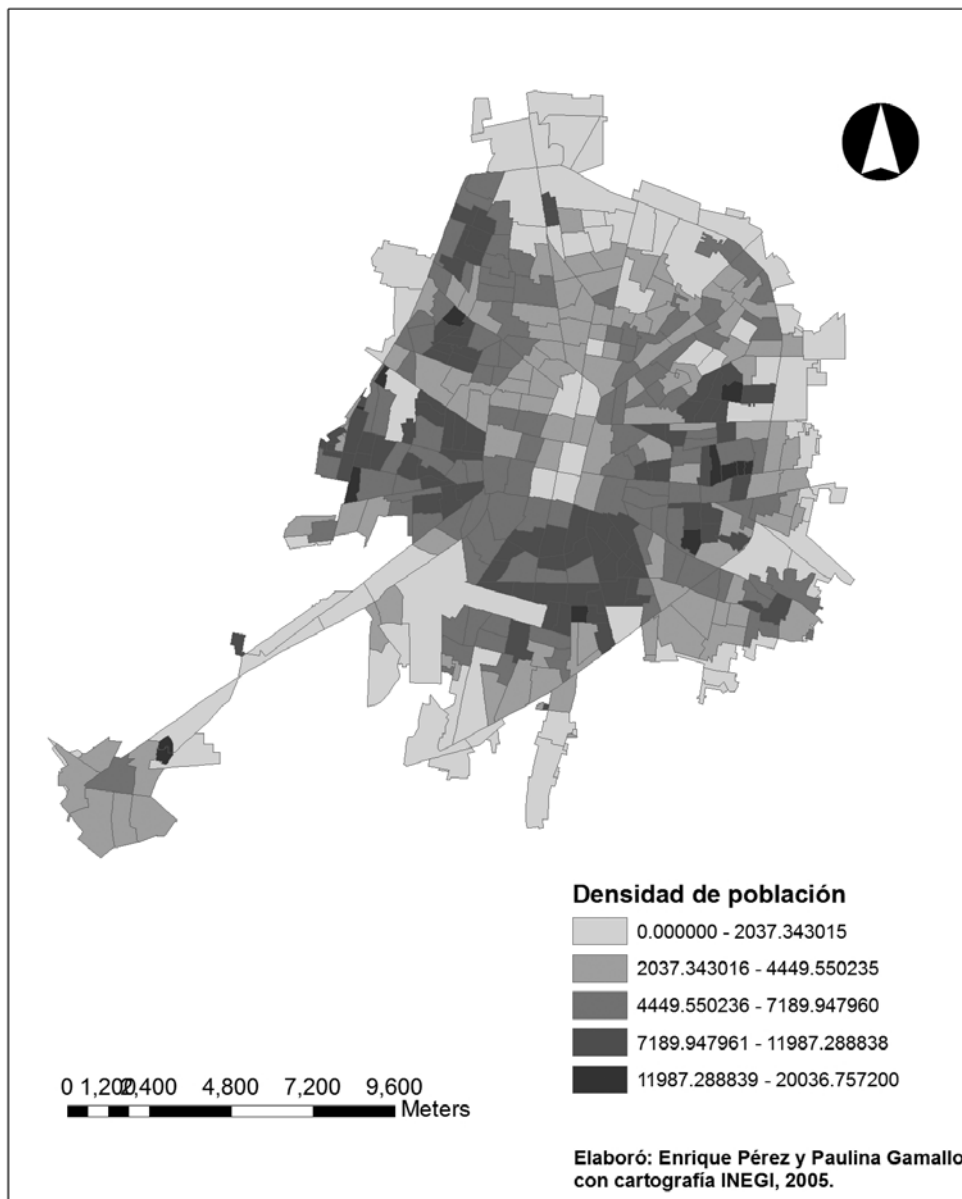 Densidad de población
0.000000 - 2037.343015
2037.343016 - 4449.550235
4449.550236 - 7189.947960
7189.947961 - 11987.288838
11987.288839 - 20036.757200
0 1,200 2,400 4,800 7,200 9,600
Meters
Elaboró: Enrique Pérez y Paulina Gamallo
con cartografía INEGI, 2005.